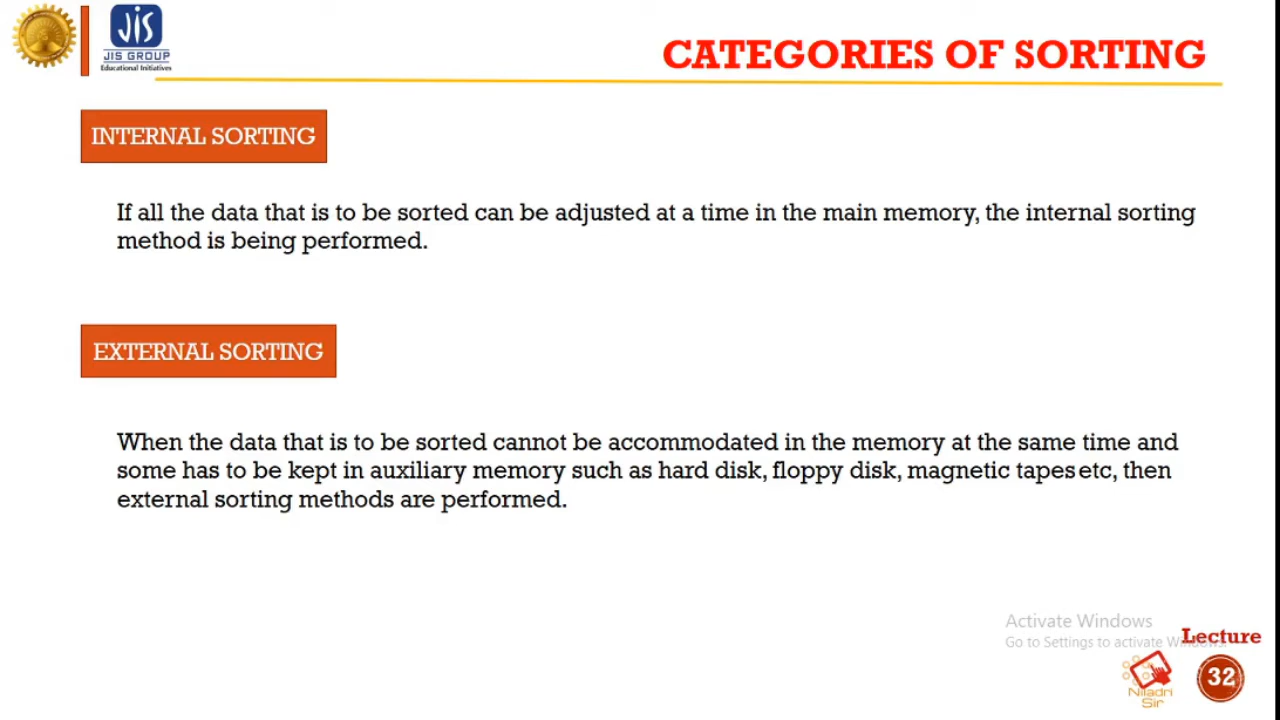 JIS
JIS GROUP
Educational Initiatives
CATEGORIES OF SORTING
INTERNAL SORTING
If all the data that is to be sorted can be adjusted at a time in the main memory, the internal sorting
method is being performed.
EXTERNAL SORTING
When the data that is to be sorted cannot be accommodated in the memory at the same time and
some has to be kept in auxiliary memory such as hard disk, floppy disk, magnetic tapes etc, then
external sorting methods are performed.
Activate Windows
Go to Settings to activate Windows.
Lecture
32
Niladri
Sir